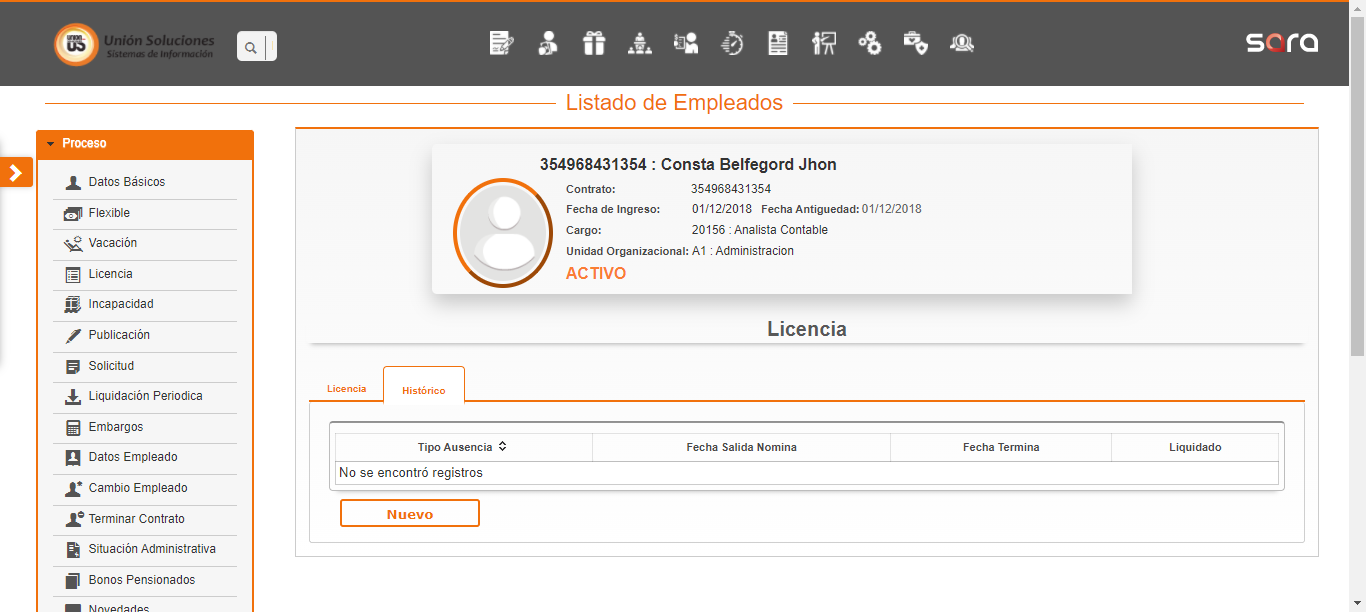 UNION
US
Unión Soluciones
Sistemas de Información
sara
Listado de Empleados
Proceso
Datos Básicos
Flexible
Vacación
Licencia
Incapacidad
Publicación
Solicitud
Liquidación Periodica
Embargos
Datos Empleado
Cambio Empleado
Terminar Contrato
Situación Administrativa
Bonos Pensionados
Novedades
354968431354 : Consta Belfegord Jhon
Contrato: 354968431354
Fecha de Ingreso: 01/12/2018 Fecha Antiguedad: 01/12/2018
Cargo: 20156 : Analista Contable
Unidad Organizacional: A1 : Administracion
ACTIVO
Licencia
Licencia Histórico
Tipo Ausencia Fecha Salida Nomina Fecha Termina Liquidado
No se encontró registros
Nuevo